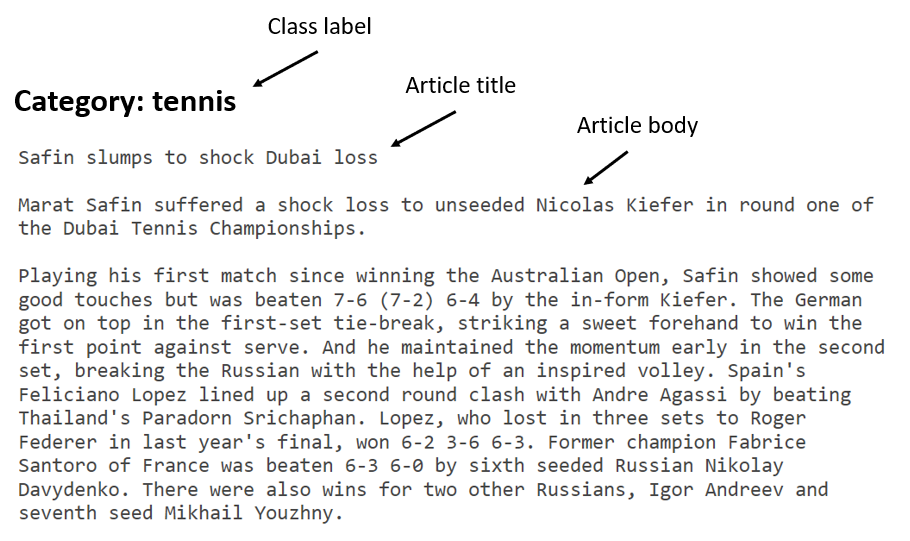 Class label
Category: tennis
Article title
Article body
Safin slumps to shock Dubai loss
Marat Safin suffered a shock loss to unseeded Nicolas Kiefer in round one of
the Dubai Tennis Championships.
Playing his first match since winning the Australian Open, Safin showed some
good touches but was beaten 7-6 (7-2) 6-4 by the in-form Kiefer. The German
got on top in the first-set tie-break, striking a sweet forehand to win the
first point against serve. And he maintained the momentum early in the second
set, breaking the Russian with the help of an inspired volley. Spain's
Feliciano Lopez lined up a second round clash with Andre Agassi by beating
Thailand's Paradorn Srichaphan. Lopez, who lost in three sets to Roger
Federer in last year's final, won 6-2 3-6 6-3. Former champion Fabrice
Santoro of France was beaten 6-3 6-0 by sixth seeded Russian Nikolay
Davydenko. There were also wins for two other Russians, Igor Andreev and
seventh seed Mikhail Youzhny.